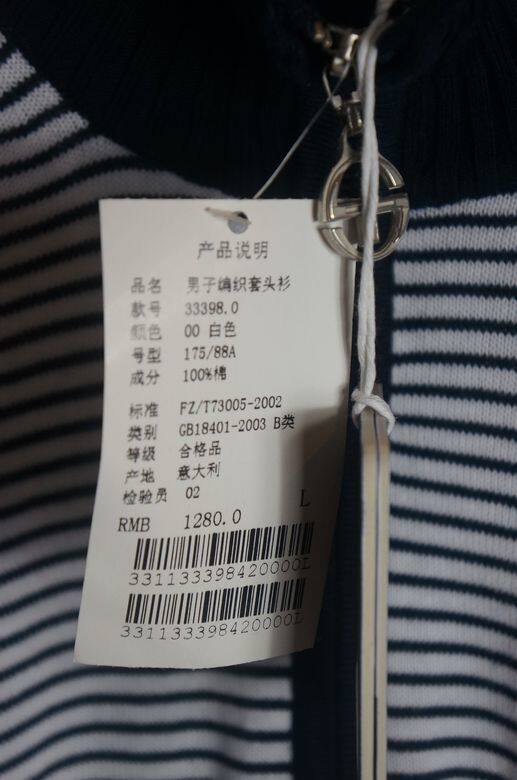 产品说明
品名 男子编织套头衫
款号 33398.0
颜色 00 白色
号型 175/88A
成分 100%棉
标准 FZ/T73005-2002
类别 GB18401-2003 B类
等级 合格品
产地 意大利
检验员 02
L
RMB 1280.0
331133398420000L
331133398420000L